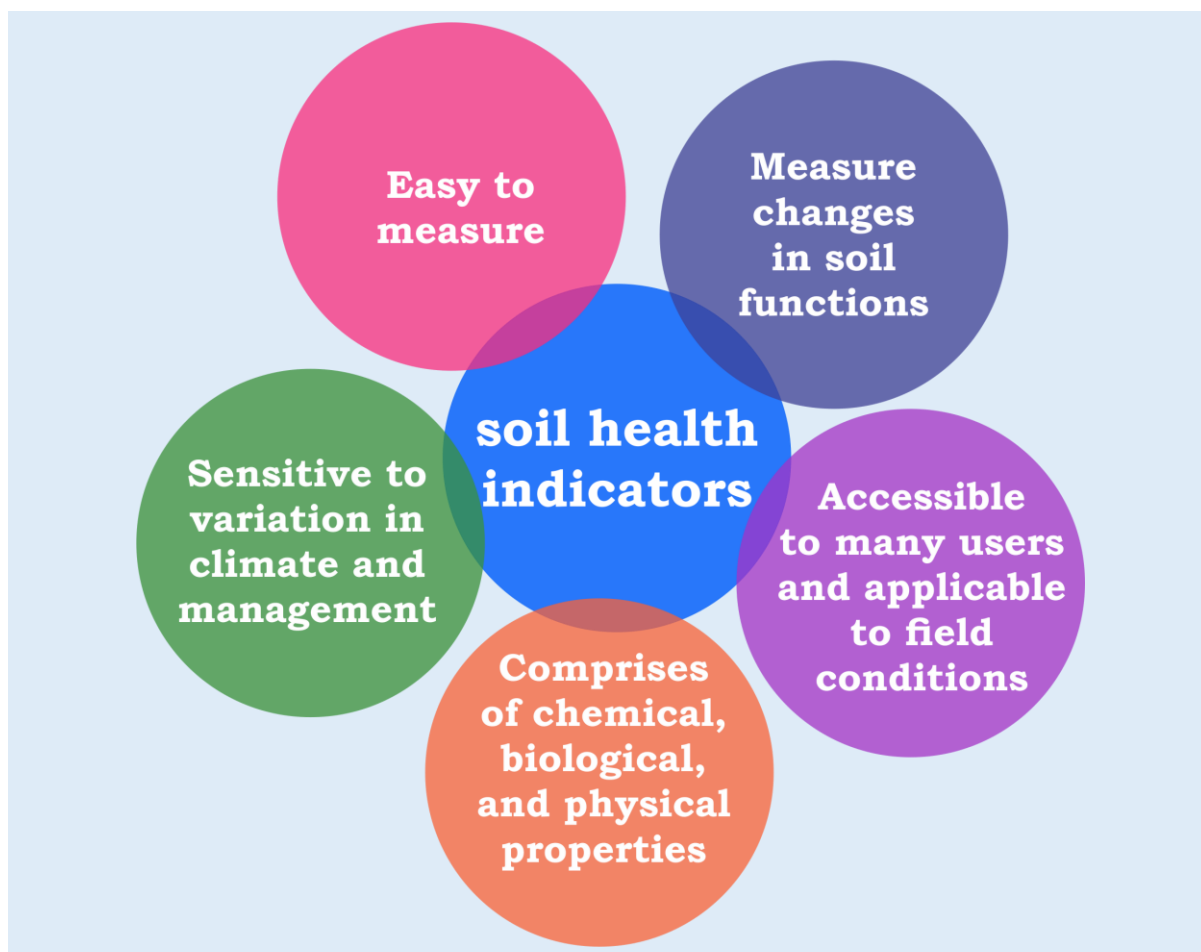 Easy to
measure
Measure
changes
in soil
functions
soil health
indicators
Sensitive to
variation in
climate and
management
Accessible
to many users
and applicable
to field
conditions
Comprises
of chemical,
biological,
and physical
properties